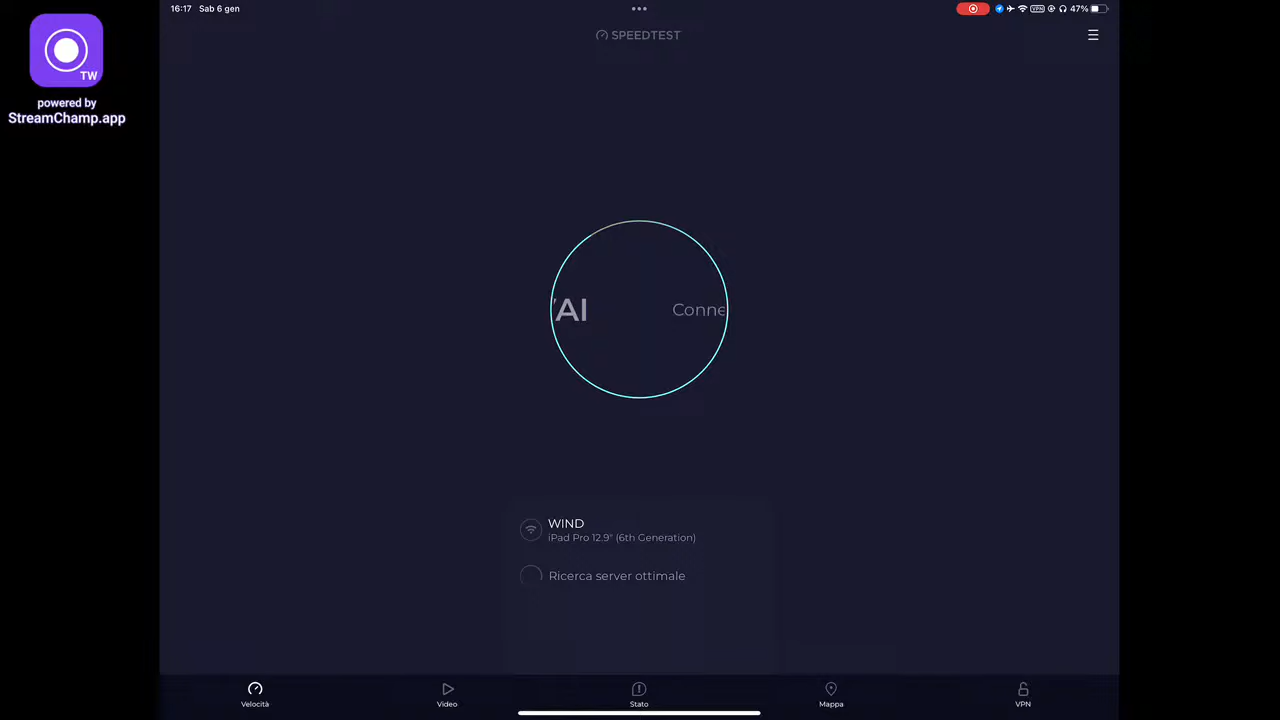 16:17 Sab 6 gen
VPN 47%
TW
powered by
StreamChamp.app
SPEEDTEST
AI
Conne
WIND
iPad Pro 12.9" (6th Generation)
Ricerca server ottimale
Velocità
Video
Stato
Mappa
VPN